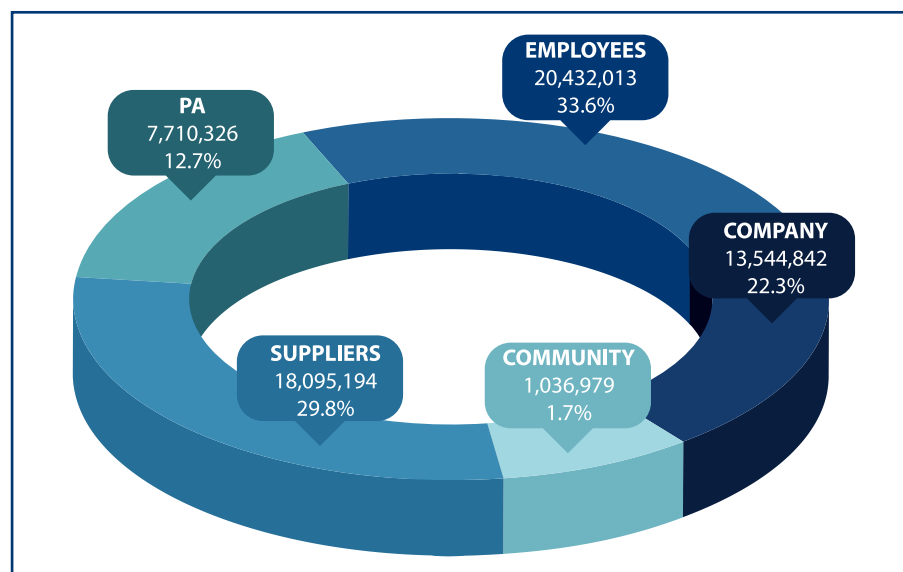 EMPLOYEES
20,432,013
33.6%
PA
7,710,326
12.7%
COMPANY
13,544,842
22.3%
SUPPLIERS
18,095,194
29.8%
COMMUNITY
1,036,979
1.7%